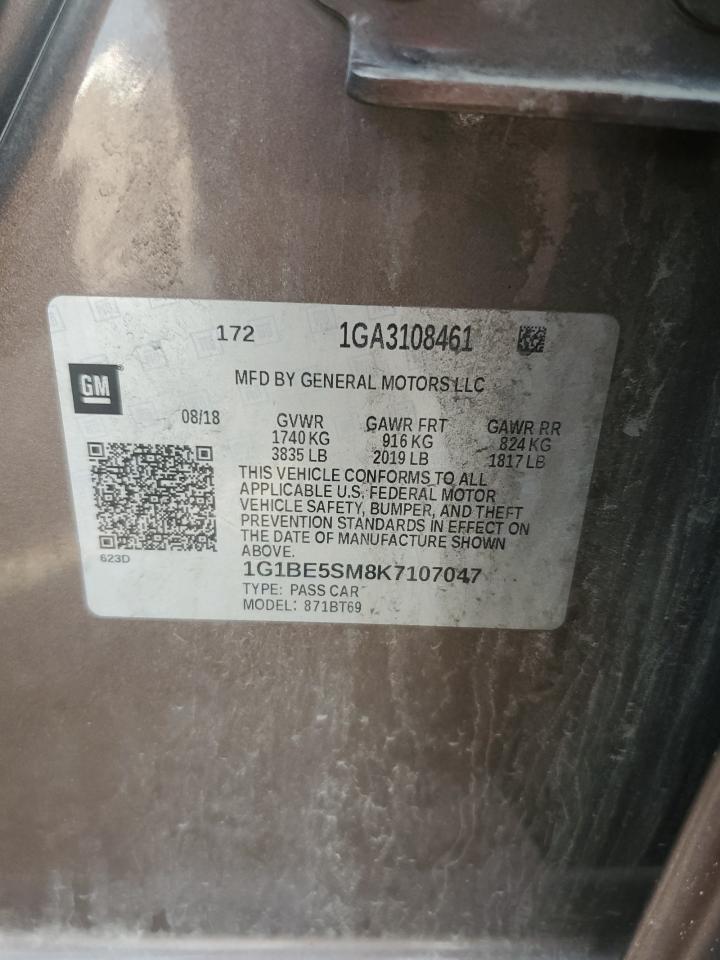 172 1GA3108461
GM
MFD BY GENERAL MOTORS LLC
08/18 GVWR GAWR FRT GAWR RR
1740 KG 916 KG 824 KG
3835 LB 2019 LB 1817 LB
THIS VEHICLE CONFORMS TO ALL
APPLICABLE U.S. FEDERAL MOTOR
VEHICLE SAFETY, BUMPER, AND THEFT
PREVENTION STANDARDS IN EFFECT ON
THE DATE OF MANUFACTURE SHOWN
ABOVE.
623D
1G1BE5SM8K7107047
TYPE: PASS CAR
MODEL: 871BT69